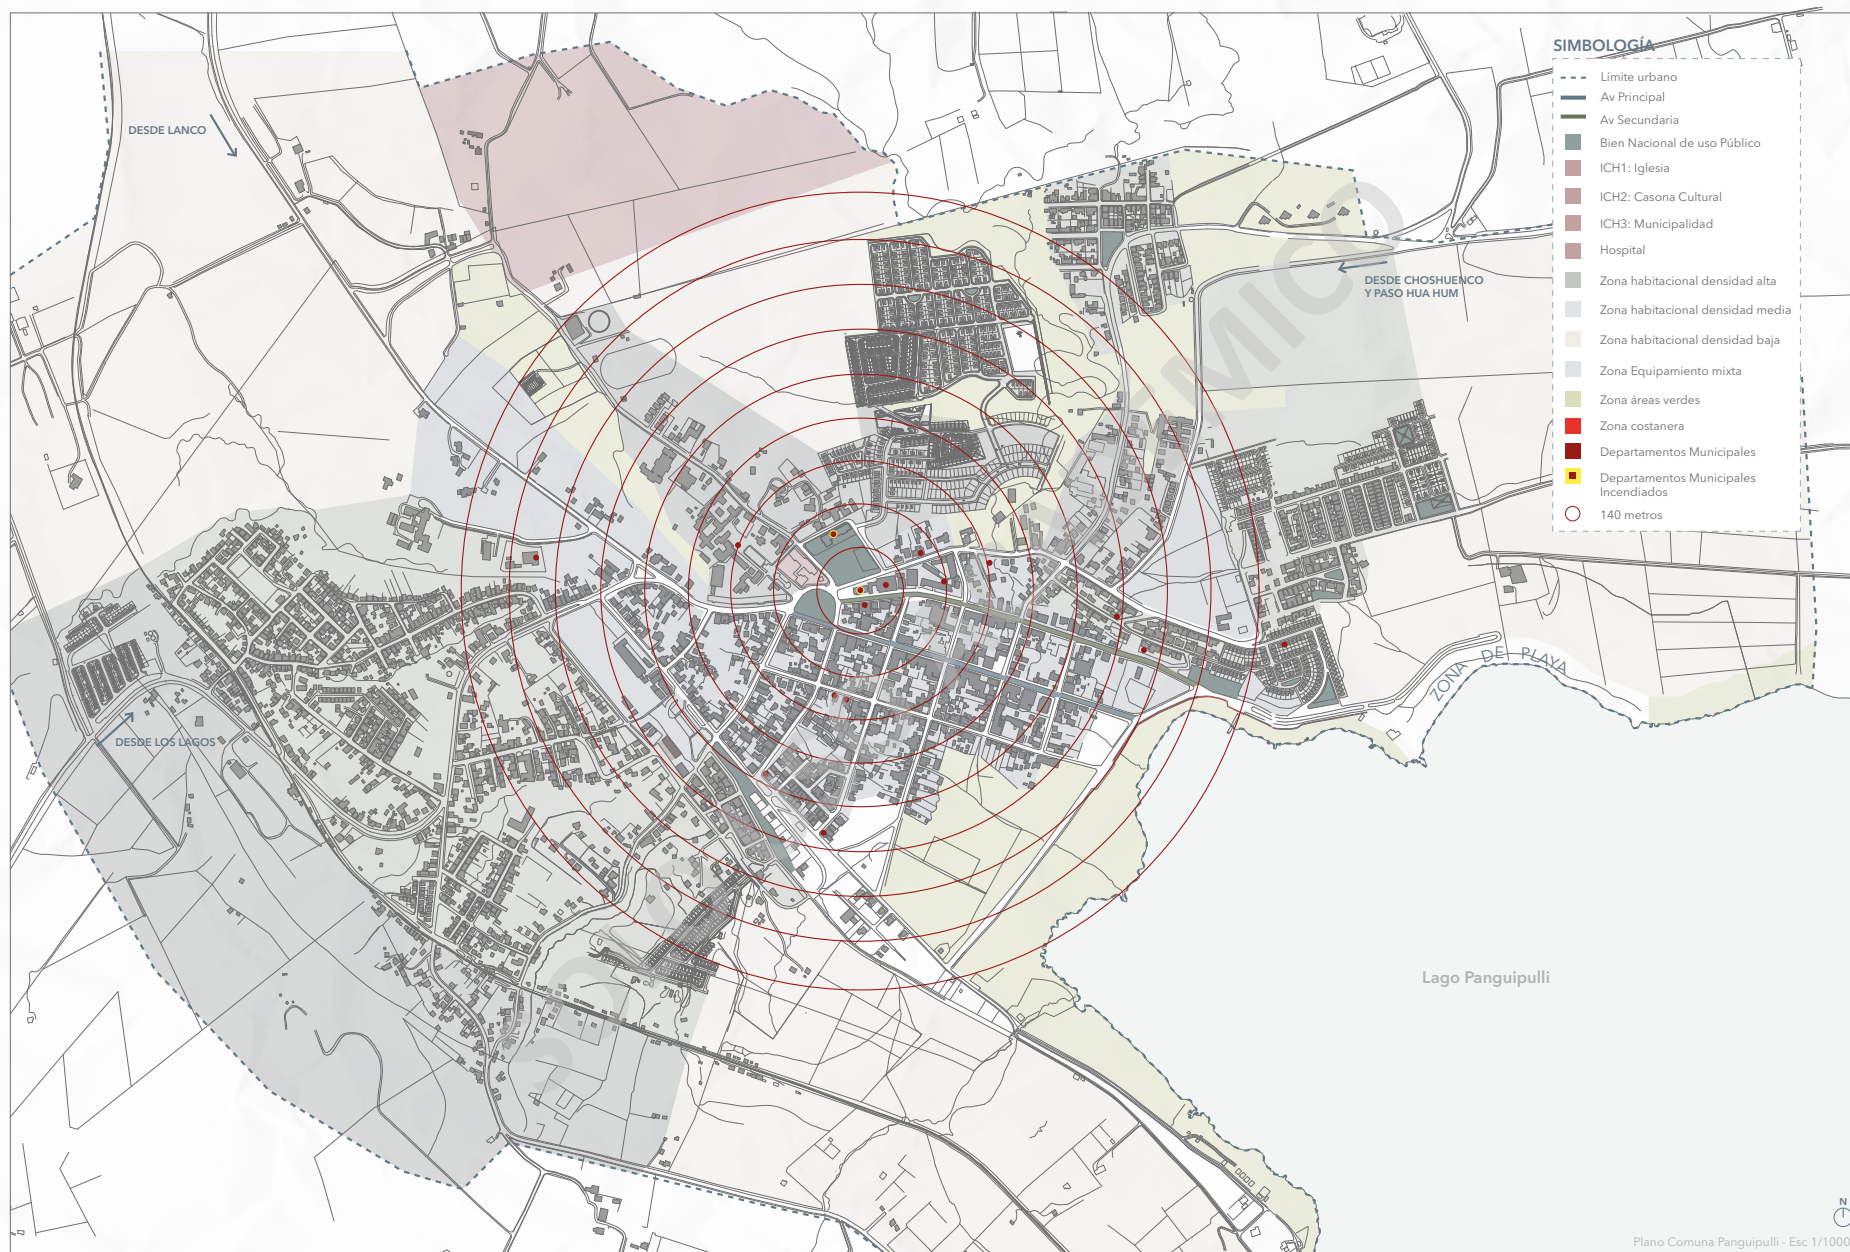 SIMBOLOGÍA
Límite urbano
Av Principal
Av Secundaria
Bien Nacional de uso Público
ICH1: Iglesia
ICH2: Casona Cultural
ICH3: Municipalidad
Hospital
Zona habitacional densidad alta
Zona habitacional densidad media
Zona habitacional densidad baja
Zona Equipamiento mixta
Zona áreas verdes
Zona costanera
Departamentos Municipales
Departamentos Municipales
Incendiados
140 metros
DESDE LANCO
DESDE CHOSHUENCO
Y PASO HUA HUM
DESDE LOS LAGOS
ZONA DE PLAYA
Lago Panguipulli
N
Plano Comuna Panguipulli - Esc 1/1000